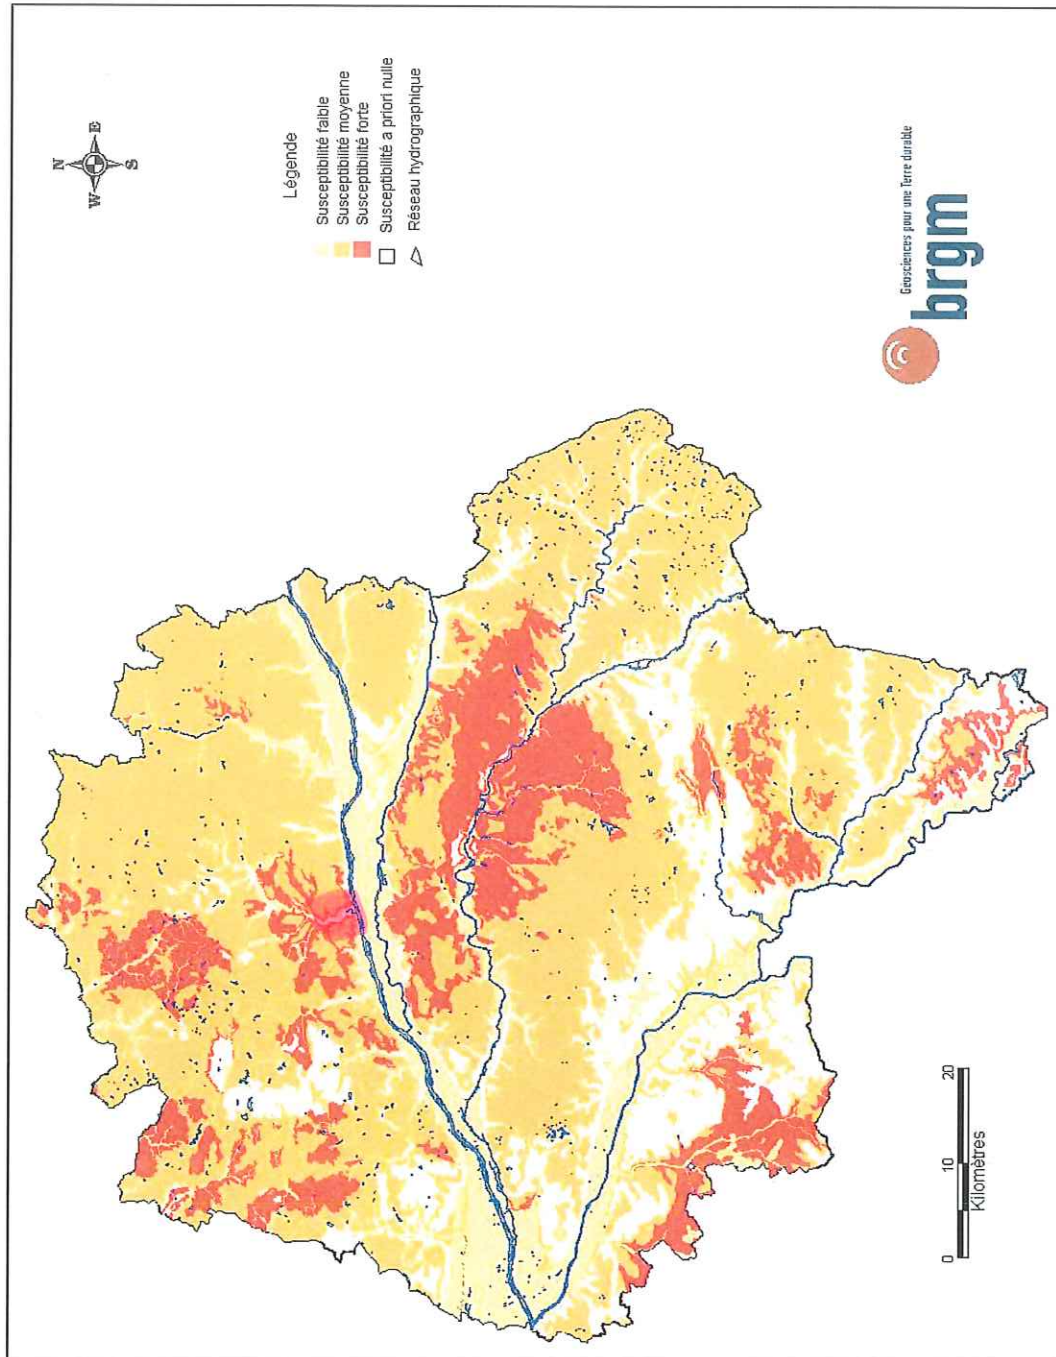 N
W
E
S
Légende
Susceptibilité faible
Susceptibilité moyenne
Susceptibilité forte
Susceptibilité a priori nulle
Réseau hydrographique
Géosciences pour une Terre durable
brgm
0 10 20
Kilomètres